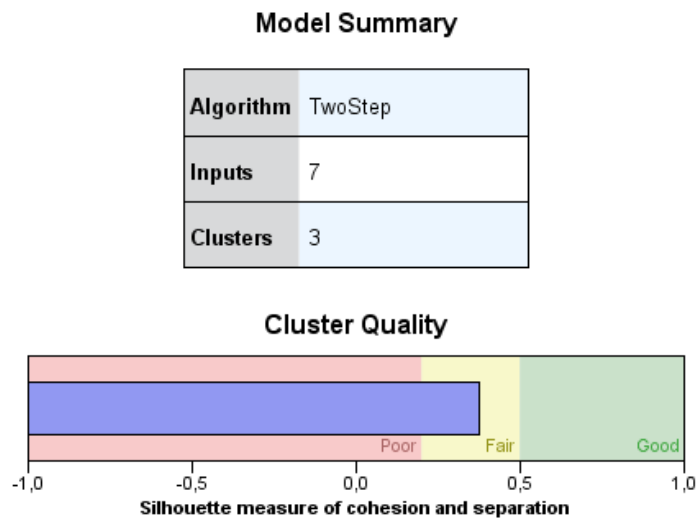 Model Summary
Algorithm TwoStep
Inputs 7
Clusters 3
Cluster Quality
Poor Fair Good
-1,0 -0,5 0,0 0,5 1,0
Silhouette measure of cohesion and separation